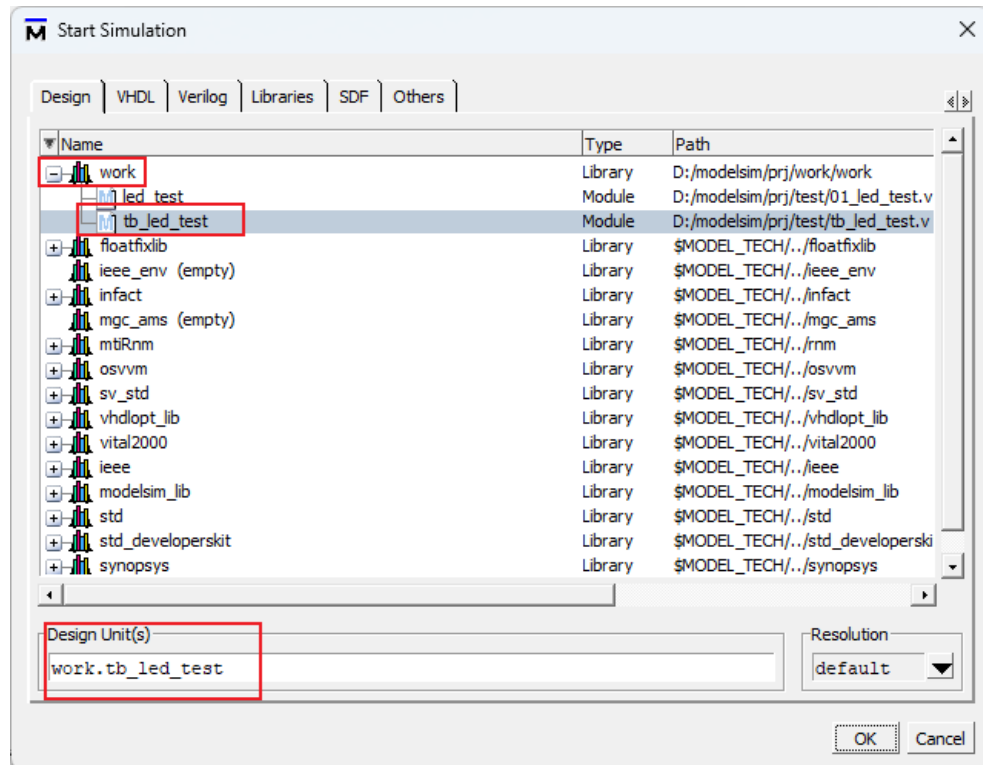 Start Simulation
Design VHDL Verilog Libraries SDF Others
Name Type Path
work Library D:/modelsim/prj/work/work
led_test Module D:/modelsim/prj/test/01_led_test.v
tb_led_test Module D:/modelsim/prj/test/tb_led_test.v
floatfixlib Library $MODEL_TECH/../floatfixlib
ieee_env (empty) Library $MODEL_TECH/../ieee_env
infact Library $MODEL_TECH/../infact
mgc_ams (empty) Library $MODEL_TECH/../mgc_ams
mtiRnm Library $MODEL_TECH/../rnm
osvvm Library $MODEL_TECH/../osvvm
sv_std Library $MODEL_TECH/../sv_std
vhdlopt_lib Library $MODEL_TECH/../vhdlopt_lib
vital2000 Library $MODEL_TECH/../vital2000
ieee Library $MODEL_TECH/../ieee
modelsim_lib Library $MODEL_TECH/../modelsim_lib
std Library $MODEL_TECH/../std
std_developerskit Library $MODEL_TECH/../std_developerski
synopsys Library $MODEL_TECH/../synopsys
Design Unit(s) Resolution
work.tb_led_test default
OK Cancel